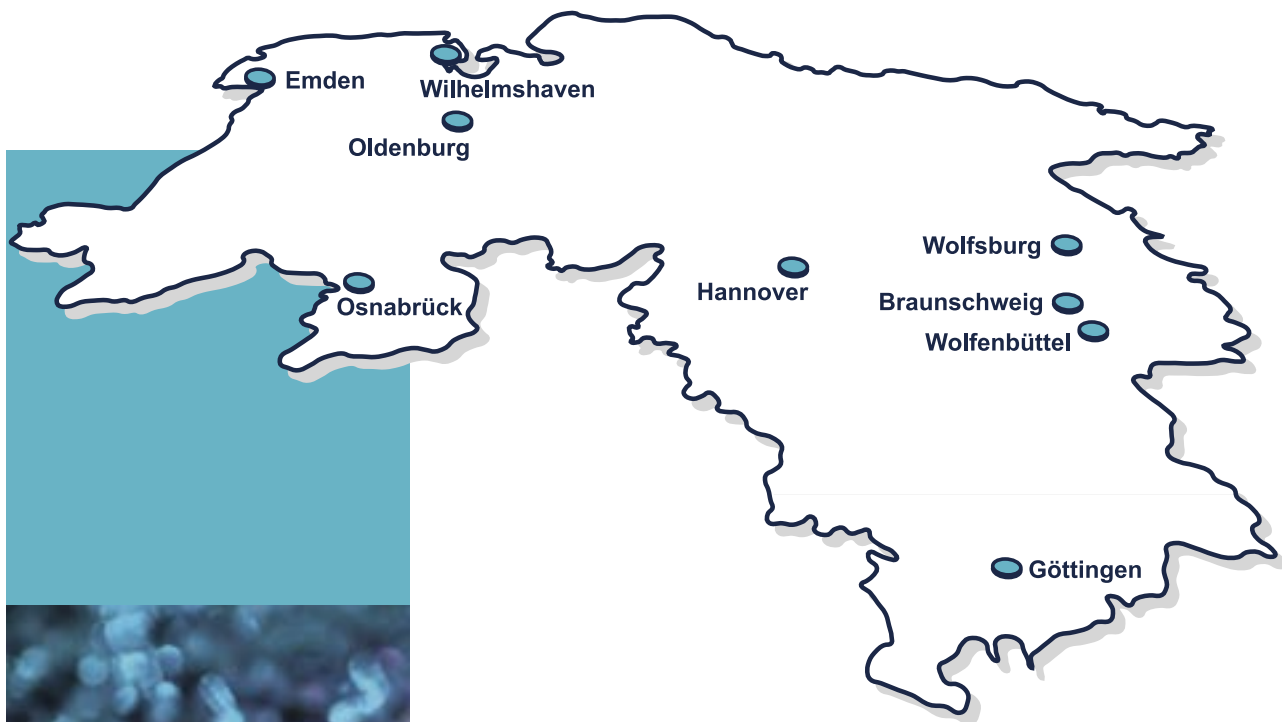 Emden
Wilhelmshaven
Oldenburg
Wolfsburg
Hannover
Osnabrück
Braunschweig
Wolfenbüttel
Göttingen